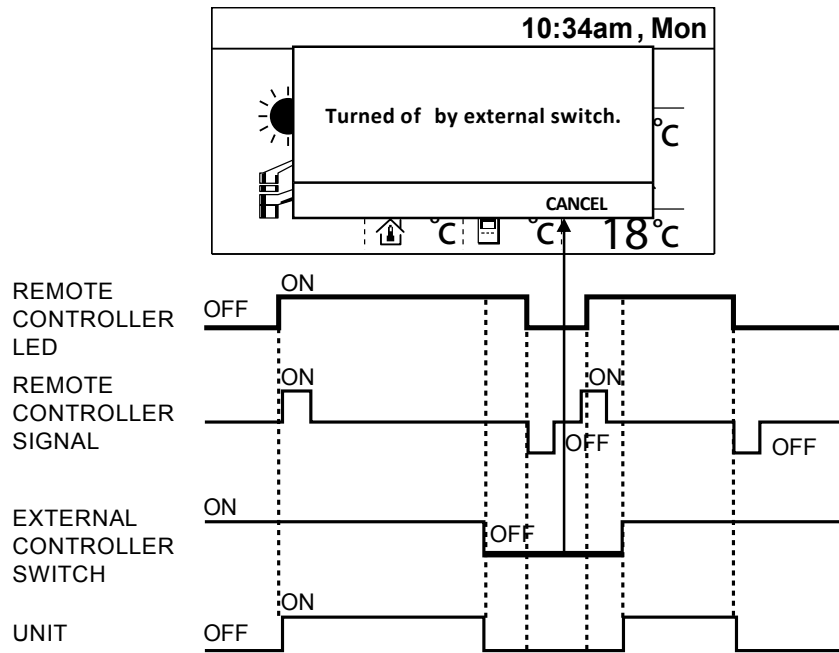 10:34am , Mon
Turned of by external switch.
°C
CANCEL
°C °C 18°C
REMOTE
CONTROLLER
LED
OFF
ON
REMOTE
CONTROLLER
SIGNAL
ON
OFF
ON
OFF
EXTERNAL
CONTROLLER
SWITCH
ON
OFF
UNIT
OFF
ON